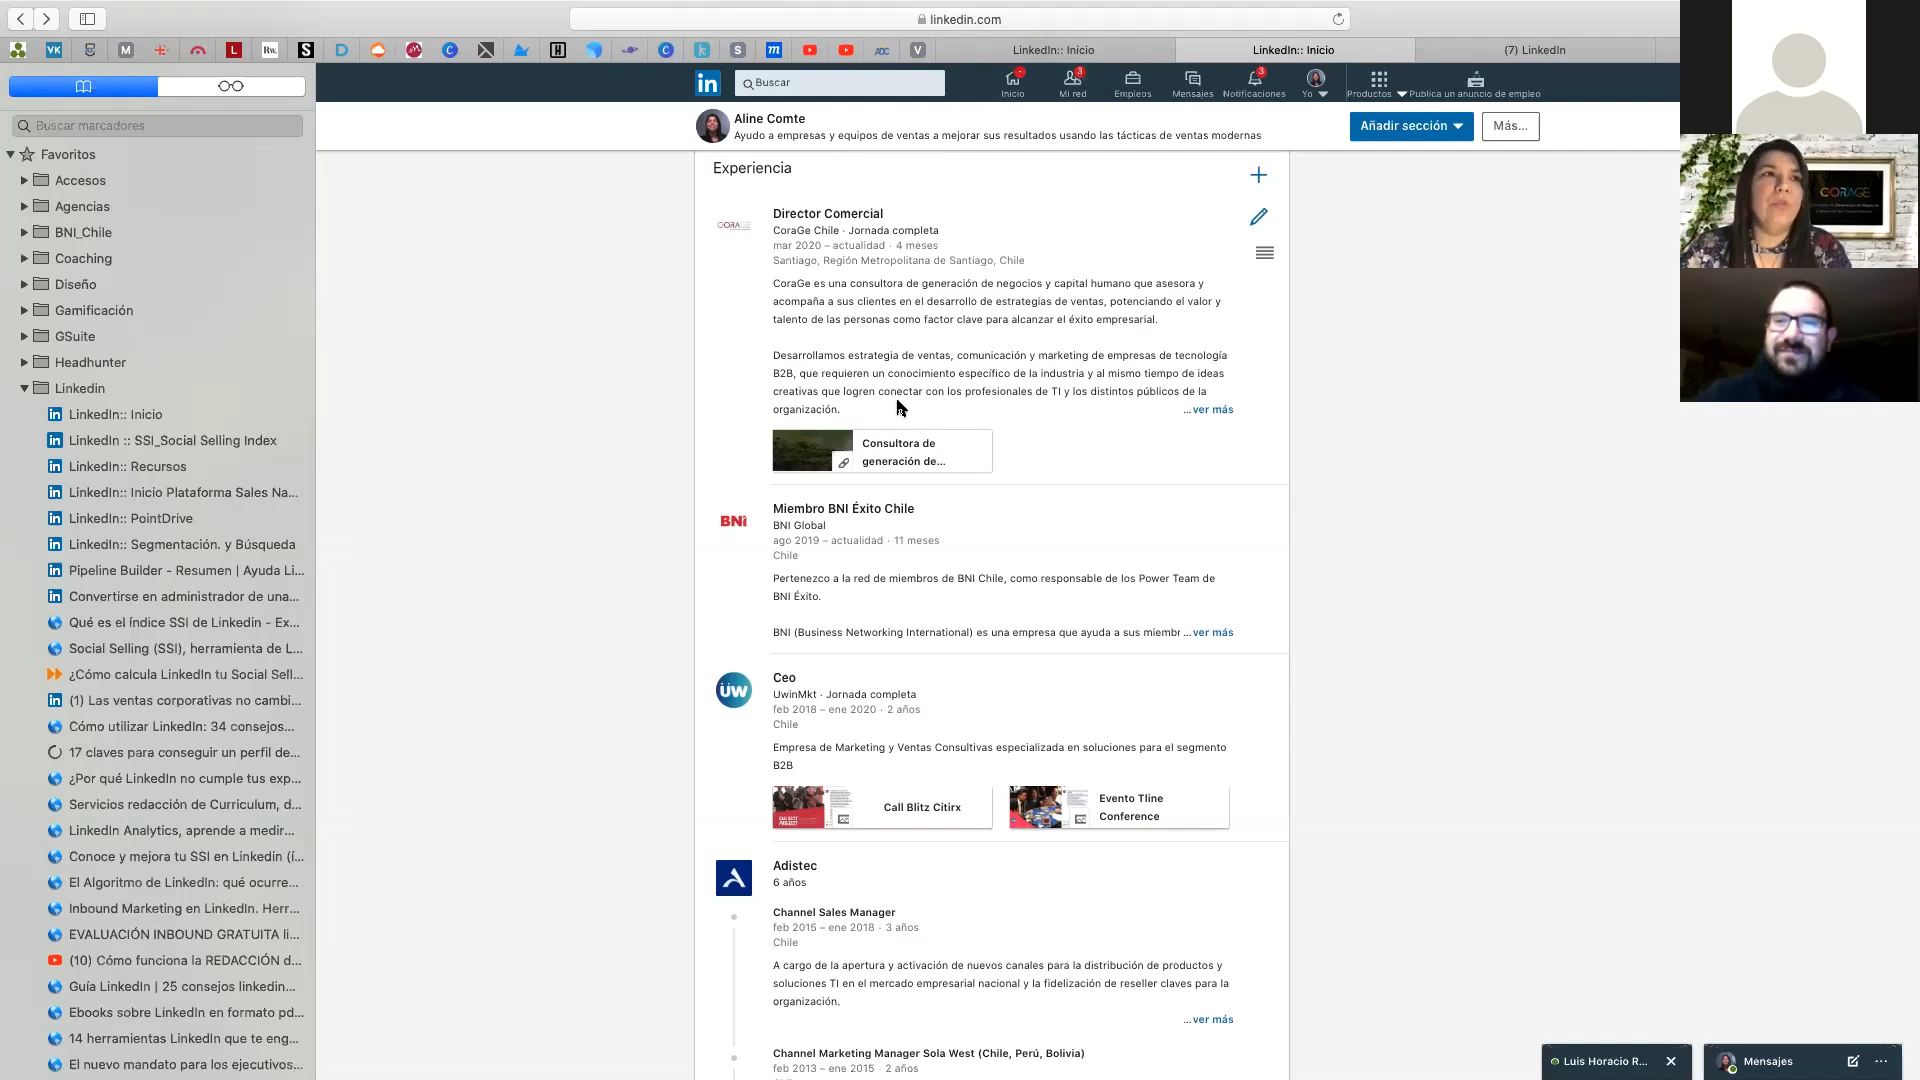 linkedin.com
LinkedIn:: Inicio
LinkedIn:: Inicio
(7) LinkedIn
Buscar marcadores
Favoritos
Accesos
Agencias
BNI_Chile
Coaching
Diseño
Gamificación
GSuite
Headhunter
Linkedin
LinkedIn:: Inicio
LinkedIn :: SSI_Social Selling Index
LinkedIn:: Recursos
LinkedIn:: Inicio Plataforma Sales Na...
LinkedIn:: PointDrive
LinkedIn:: Segmentación. y Búsqueda
Pipeline Builder - Resumen | Ayuda Li...
Convertirse en administrador de una...
Qué es el índice SSI de Linkedin - Ex...
Social Selling (SSI), herramienta de L...
¿Cómo calcula LinkedIn tu Social Sell...
(1) Las ventas corporativas no cambi...
Cómo utilizar LinkedIn: 34 consejos...
17 claves para conseguir un perfil de...
¿Por qué LinkedIn no cumple tus exp...
Servicios redacción de Curriculum, d...
LinkedIn Analytics, aprende a medir...
Conoce y mejora tu SSI en Linkedin (í...
El Algoritmo de LinkedIn: qué ocurre...
Inbound Marketing en LinkedIn. Herr...
EVALUACIÓN INBOUND GRATUITA li...
(10) Cómo funciona la REDACCIÓN d...
Guía LinkedIn | 25 consejos linkedin...
Ebooks sobre LinkedIn en formato pd...
14 herramientas LinkedIn que te eng...
El nuevo mandato para los ejecutivos...
in
Buscar
Inicio
3
Mi red
Empleos
Mensajes
3
Notificaciones
Yo
Productos
Publica un anuncio de empleo
Aline Comte
Ayudo a empresas y equipos de ventas a mejorar sus resultados usando las tácticas de ventas modernas
Añadir sección
Más...
Experiencia
CORAGE
Director Comercial
CoraGe Chile · Jornada completa
mar 2020 – actualidad · 4 meses
Santiago, Región Metropolitana de Santiago, Chile
CoraGe es una consultora de generación de negocios y capital humano que asesora y
acompaña a sus clientes en el desarrollo de estrategias de ventas, potenciando el valor y
talento de las personas como factor clave para alcanzar el éxito empresarial.
Desarrollamos estrategia de ventas, comunicación y marketing de empresas de tecnología
B2B, que requieren un conocimiento específico de la industria y al mismo tiempo de ideas
creativas que logren conectar con los profesionales de TI y los distintos públicos de la
organización.
...ver más
Consultora de
generación de...
BNI
Miembro BNI Éxito Chile
BNI Global
ago 2019 – actualidad · 11 meses
Chile
Pertenezco a la red de miembros de BNI Chile, como responsable de los Power Team de
BNI Éxito.
BNI (Business Networking International) es una empresa que ayuda a sus miembr ...ver más
UW
Ceo
UwinMkt · Jornada completa
feb 2018 – ene 2020 · 2 años
Chile
Empresa de Marketing y Ventas Consultivas especializada en soluciones para el segmento
B2B
Call Blitz Citirx
Evento Tline
Conference
Adistec
6 años
Channel Sales Manager
feb 2015 – ene 2018 · 3 años
Chile
A cargo de la apertura y activación de nuevos canales para la distribución de productos y
soluciones TI en el mercado empresarial nacional y la fidelización de reseller claves para la
organización.
...ver más
Channel Marketing Manager Sola West (Chile, Perú, Bolivia)
feb 2013 – ene 2015 · 2 años
CORAGE
Luis Horacio R...
Mensajes